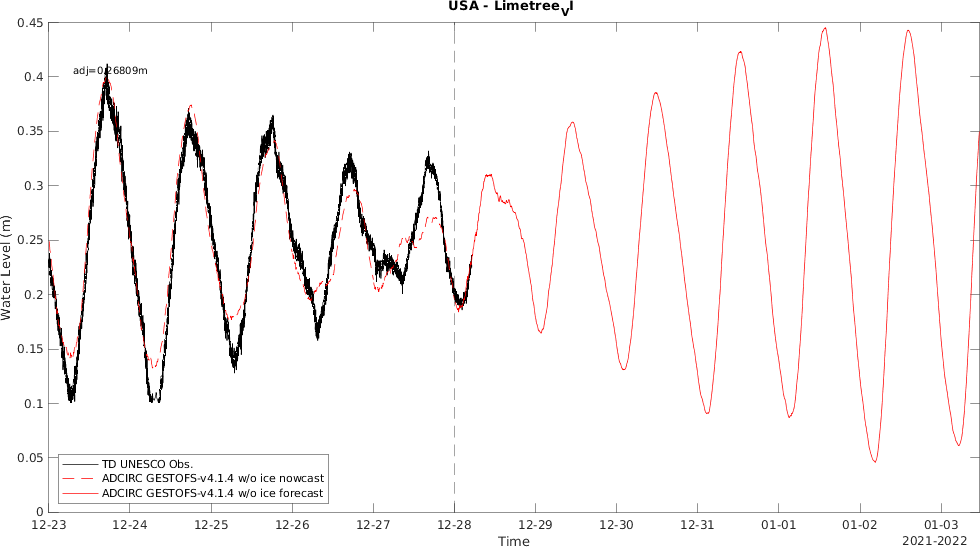 USA - LimetreeVI
adj=0.26809m
0.45
0.4
0.35
0.3
0.25
0.2
0.15
0.1
0.05
0
Water Level (m)
TD UNESCO Obs.
ADCIRC GESTOFS-v4.1.4 w/o ice nowcast
ADCIRC GESTOFS-v4.1.4 w/o ice forecast
12-23 12-24 12-25 12-26 12-27 12-28 12-29 12-30 12-31 01-01 01-02 01-03
Time
2021-2022